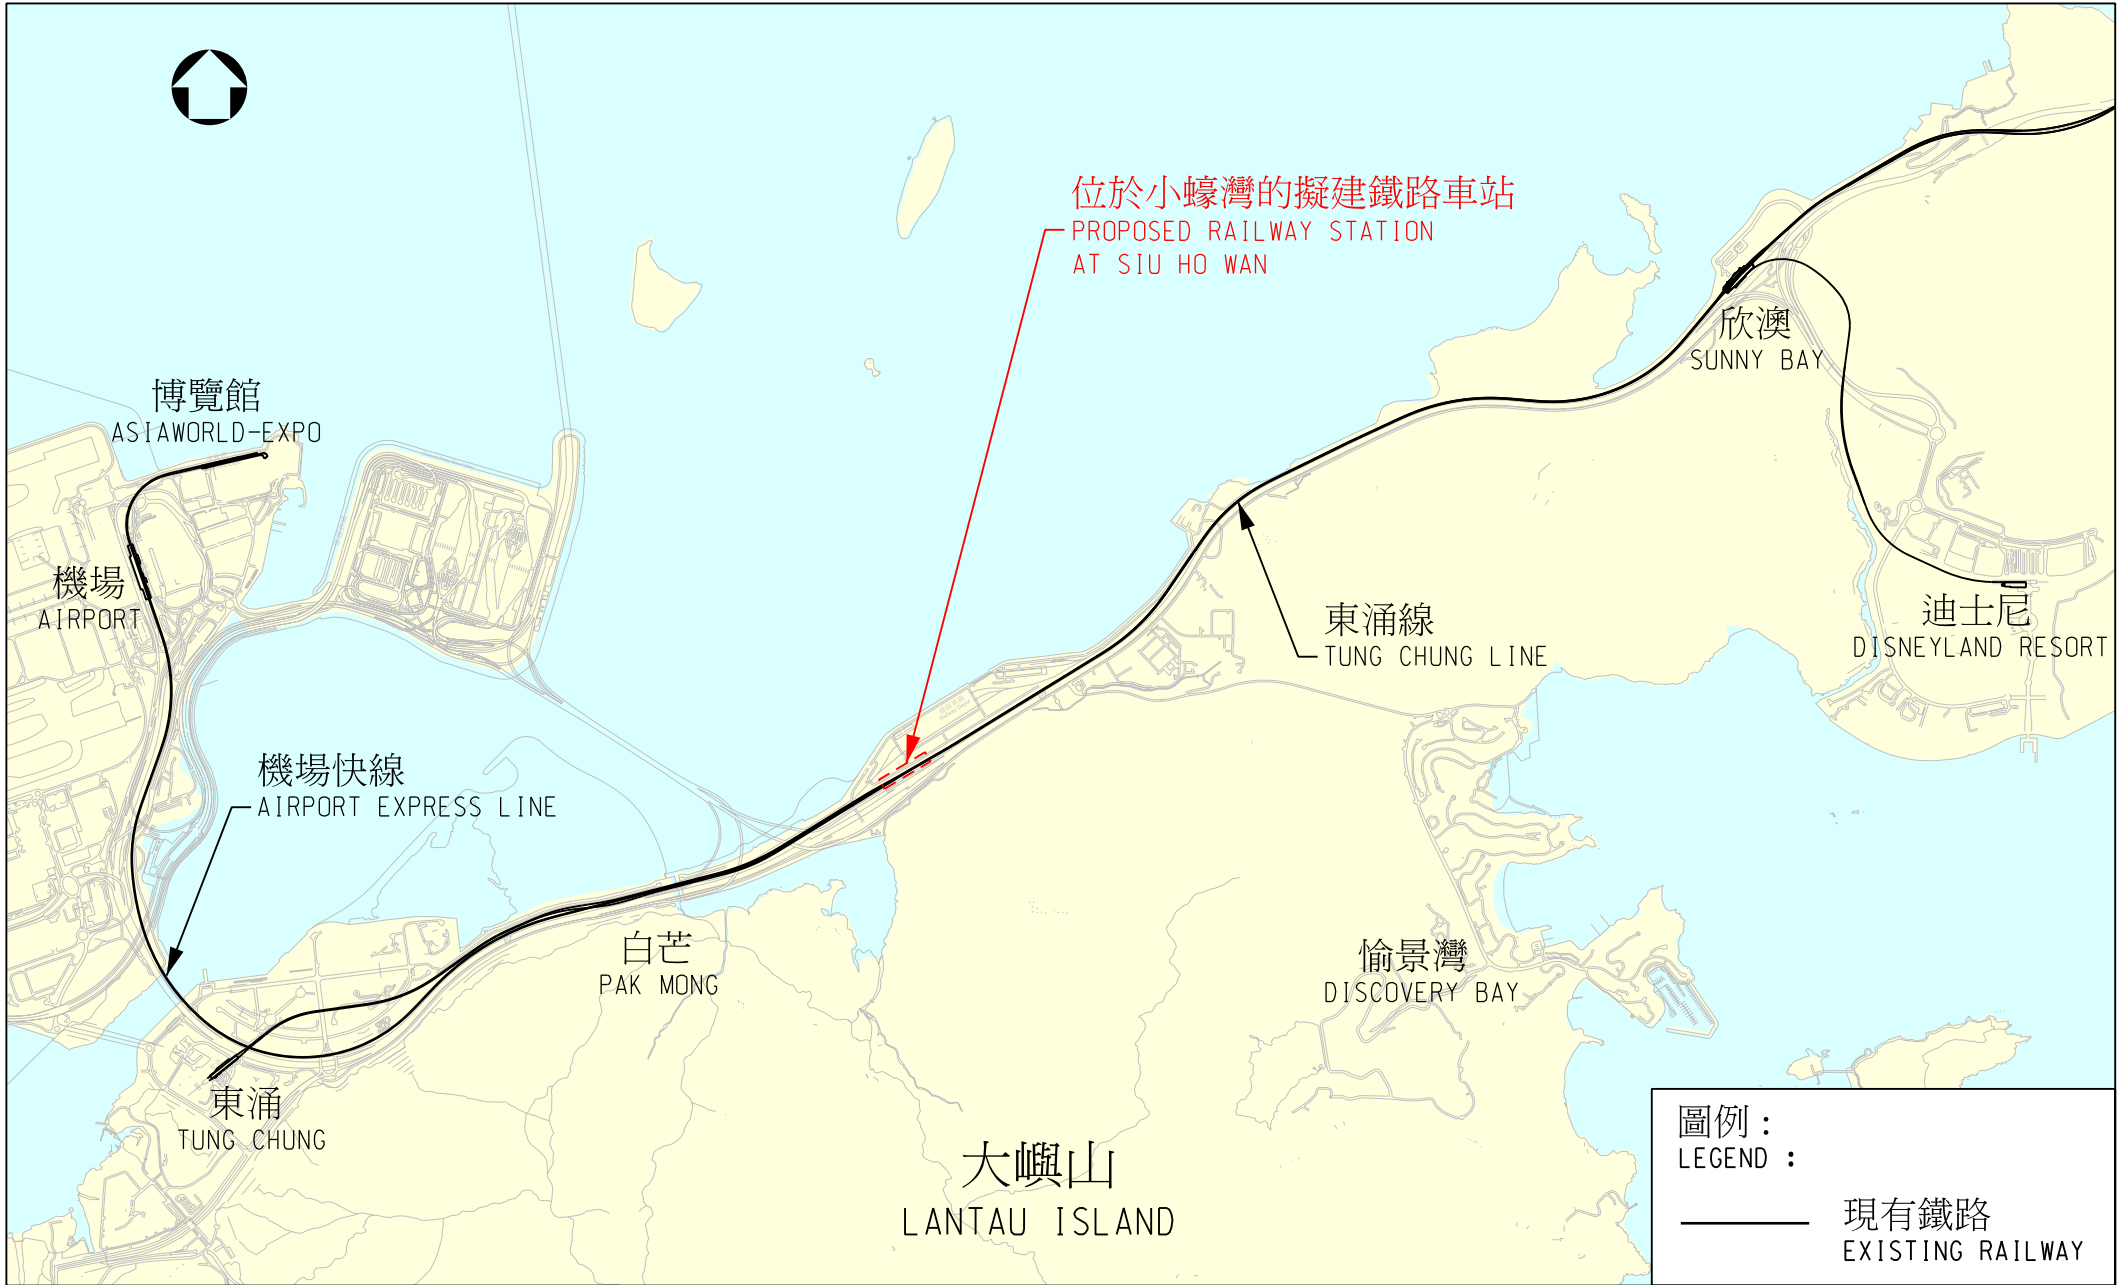 位於小蠔灣的擬建鐵路車站
PROPOSED RAILWAY STATION
AT SIU HO WAN
欣澳
SUNNY BAY
博覽館
ASIAWORLD-EXPO
機場
AIRPORT
東涌線
TUNG CHUNG LINE
迪士尼
DISNEYLAND RESORT
機場快線
AIRPORT EXPRESS LINE
白芒
PAK MONG
愉景灣
DISCOVERY BAY
東涌
TUNG CHUNG
大嶼山
LANTAU ISLAND
圖例：
LEGEND :
現有鐵路
EXISTING RAILWAY